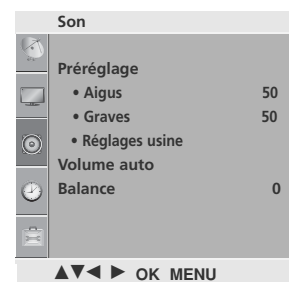 Son
Préréglage
• Aigus 50
• Graves 50
• Réglages usine
Volume auto
Balance 0
▲▼◄ ► OK MENU